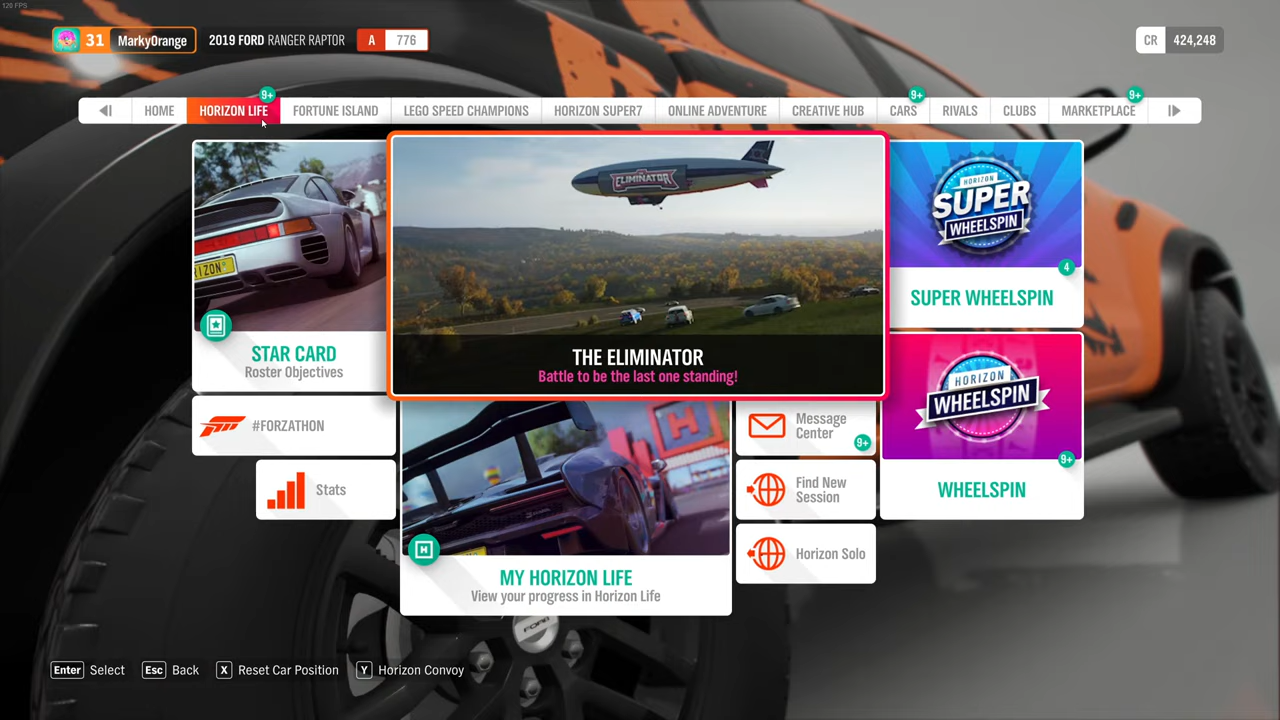 120 FPS
31 MarkyOrange 2019 FORD RANGER RAPTOR A 776
CR 424,248
9+ 9+ 9+
HOME HORIZON LIFE FORTUNE ISLAND LEGO SPEED CHAMPIONS HORIZON SUPER7 ONLINE ADVENTURE CREATIVE HUB CARS RIVALS CLUBS MARKETPLACE
STAR CARD
Roster Objectives
#FORZATHON
Stats
ELIMINATOR
THE ELIMINATOR
Battle to be the last one standing!
MY HORIZON LIFE
View your progress in Horizon Life
Message
Center
9+
Find New
Session
Horizon Solo
HORIZON
SUPER
WHEELSPIN
4
SUPER WHEELSPIN
HORIZON
WHEELSPIN
9+
WHEELSPIN
FORD
Enter Select Esc Back X Reset Car Position Y Horizon Convoy